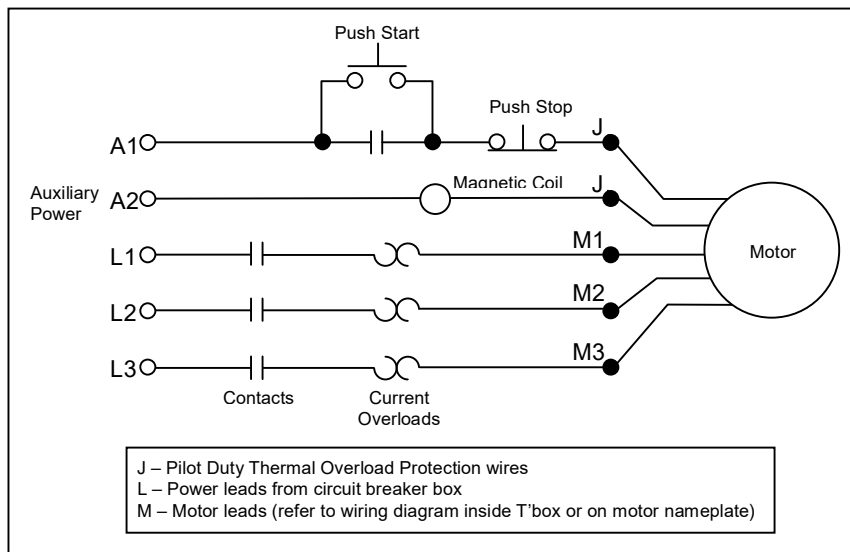 Push Start
Push Stop
A1
J
Auxiliary
Power
A2
Magnetic Coil
J
L1
M1
Motor
L2
M2
L3
M3
Contacts
Current
Overloads
J – Pilot Duty Thermal Overload Protection wires
L – Power leads from circuit breaker box
M – Motor leads (refer to wiring diagram inside T’box or on motor nameplate)